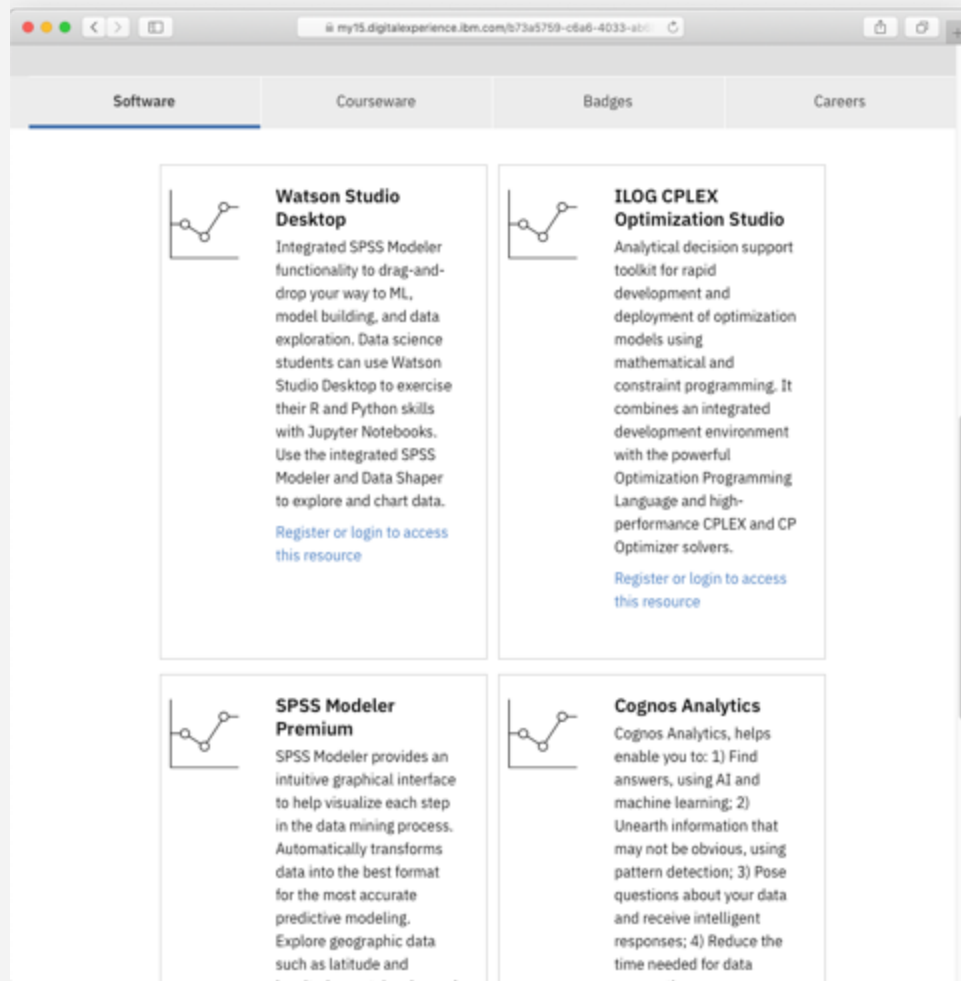 my15.digitalexperience.ibm.com/b73a5759-c6a6-4033-ab
Software
Courseware
Badges
Careers
Watson Studio
Desktop
Integrated SPSS Modeler
functionality to drag-and-
drop your way to ML,
model building, and data
exploration. Data science
students can use Watson
Studio Desktop to exercise
their R and Python skills
with Jupyter Notebooks.
Use the integrated SPSS
Modeler and Data Shaper
to explore and chart data.
Register or login to access
this resource
ILOG CPLEX
Optimization Studio
Analytical decision support
toolkit for rapid
development and
deployment of optimization
models using
mathematical and
constraint programming. It
combines an integrated
development environment
with the powerful
Optimization Programming
Language and high-
performance CPLEX and CP
Optimizer solvers.
Register or login to access
this resource
SPSS Modeler
Premium
SPSS Modeler provides an
intuitive graphical interface
to help visualize each step
in the data mining process.
Automatically transforms
data into the best format
for the most accurate
predictive modeling.
Explore geographic data
such as latitude and
Cognos Analytics
Cognos Analytics, helps
enable you to: 1) Find
answers, using AI and
machine learning; 2)
Unearth information that
may not be obvious, using
pattern detection; 3) Pose
questions about your data
and receive intelligent
responses; 4) Reduce the
time needed for data